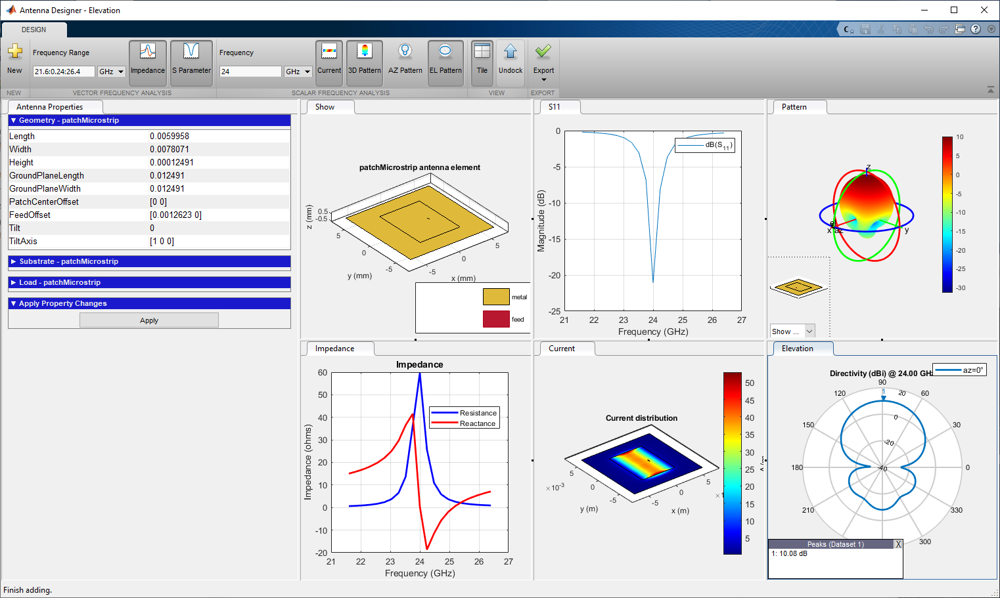 Antenna Designer - Elevation
DESIGN
New
Frequency Range
21.6:0.24:26.4
GHz
Impedance
S Parameter
Frequency
24
GHz
Current
3D Pattern
AZ Pattern
EL Pattern
Tile
Undock
Export
NEW
VECTOR FREQUENCY ANALYSIS
SCALAR FREQUENCY ANALYSIS
VIEW
EXPORT
Antenna Properties
Geometry - patchMicrostrip
Length 0.0059958
Width 0.0078071
Height 0.00012491
GroundPlaneLength 0.012491
GroundPlaneWidth 0.012491
PatchCenterOffset [0 0]
FeedOffset [0.0012623 0]
Tilt 0
TiltAxis [1 0 0]
Substrate - patchMicrostrip
Load - patchMicrostrip
Apply Property Changes
Apply
Show
patchMicrostrip antenna element
z (mm)
0.5
-0.5
5
0
-5
y (mm)
-5
0
5
x (mm)
metal
feed
S11
dB(S11)
0
-5
-10
-15
-20
-25
Magnitude (dB)
21 22 23 24 25 26 27
Frequency (GHz)
Pattern
z
x az
y
10
5
0
-5
-10
-15
-20
-25
-30
Show ...
Impedance
Impedance
Resistance
Reactance
60
50
40
30
20
10
0
-10
-20
Impedance (ohms)
21 22 23 24 25 26 27
Frequency (GHz)
Current
Current distribution
5
0
-5
×10-3
y (m)
-5
0
5
x (m)
50
45
40
35
30
25
20
15
10
5
Elevation
az=0°
Directivity (dBi) @ 24.00 GHz
90
120
60
150
30
180
0
210
330
300
1
20
0
-20
-40
Peaks (Dataset 1) X
1: 10.08 dB
Finish adding.